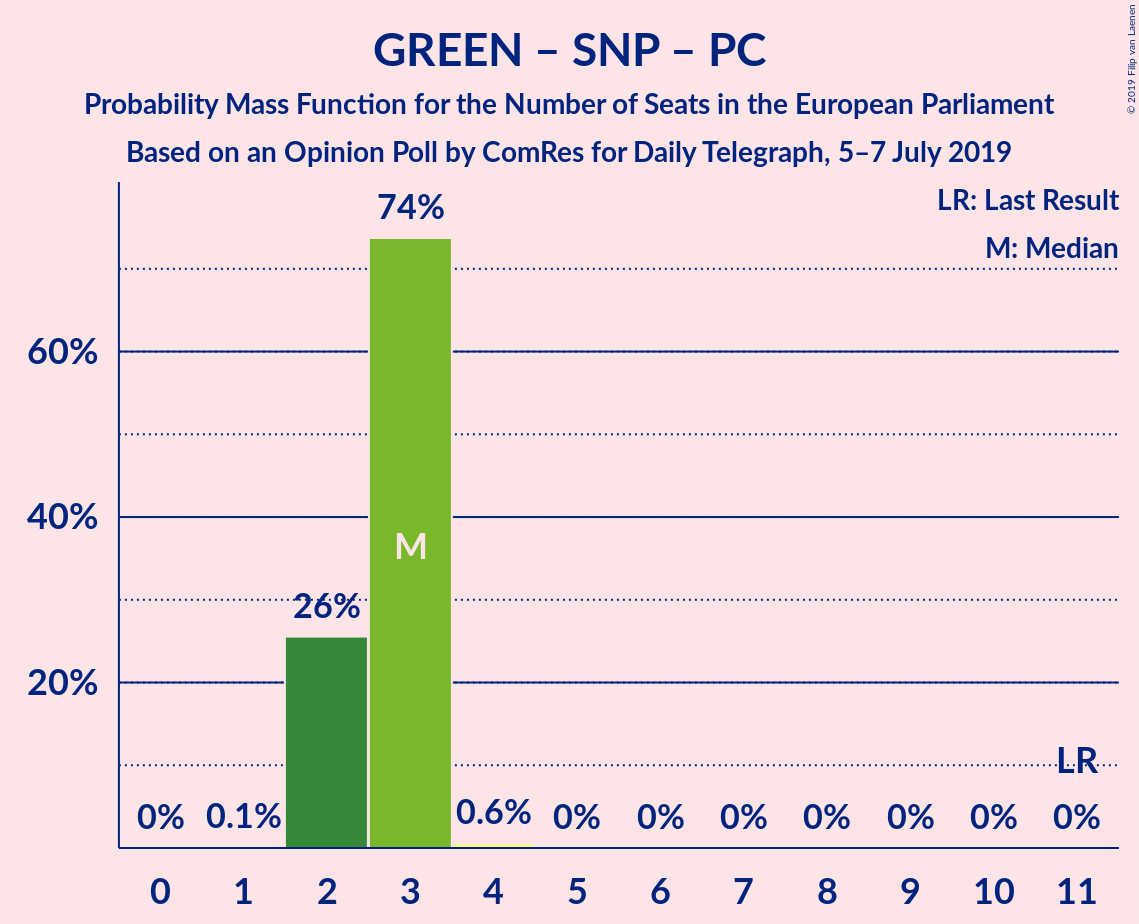 GREEN – SNP – PC
Probability Mass Function for the Number of Seats in the European Parliament
Based on an Opinion Poll by ComRes for Daily Telegraph, 5–7 July 2019
© 2019 Filip van Laenen
LR: Last Result
M: Median
74%
60%
M
40%
26%
20%
LR
0% 0.1% 0.6% 0% 0% 0% 0% 0% 0% 0%
0 1 2 3 4 5 6 7 8 9 10 11